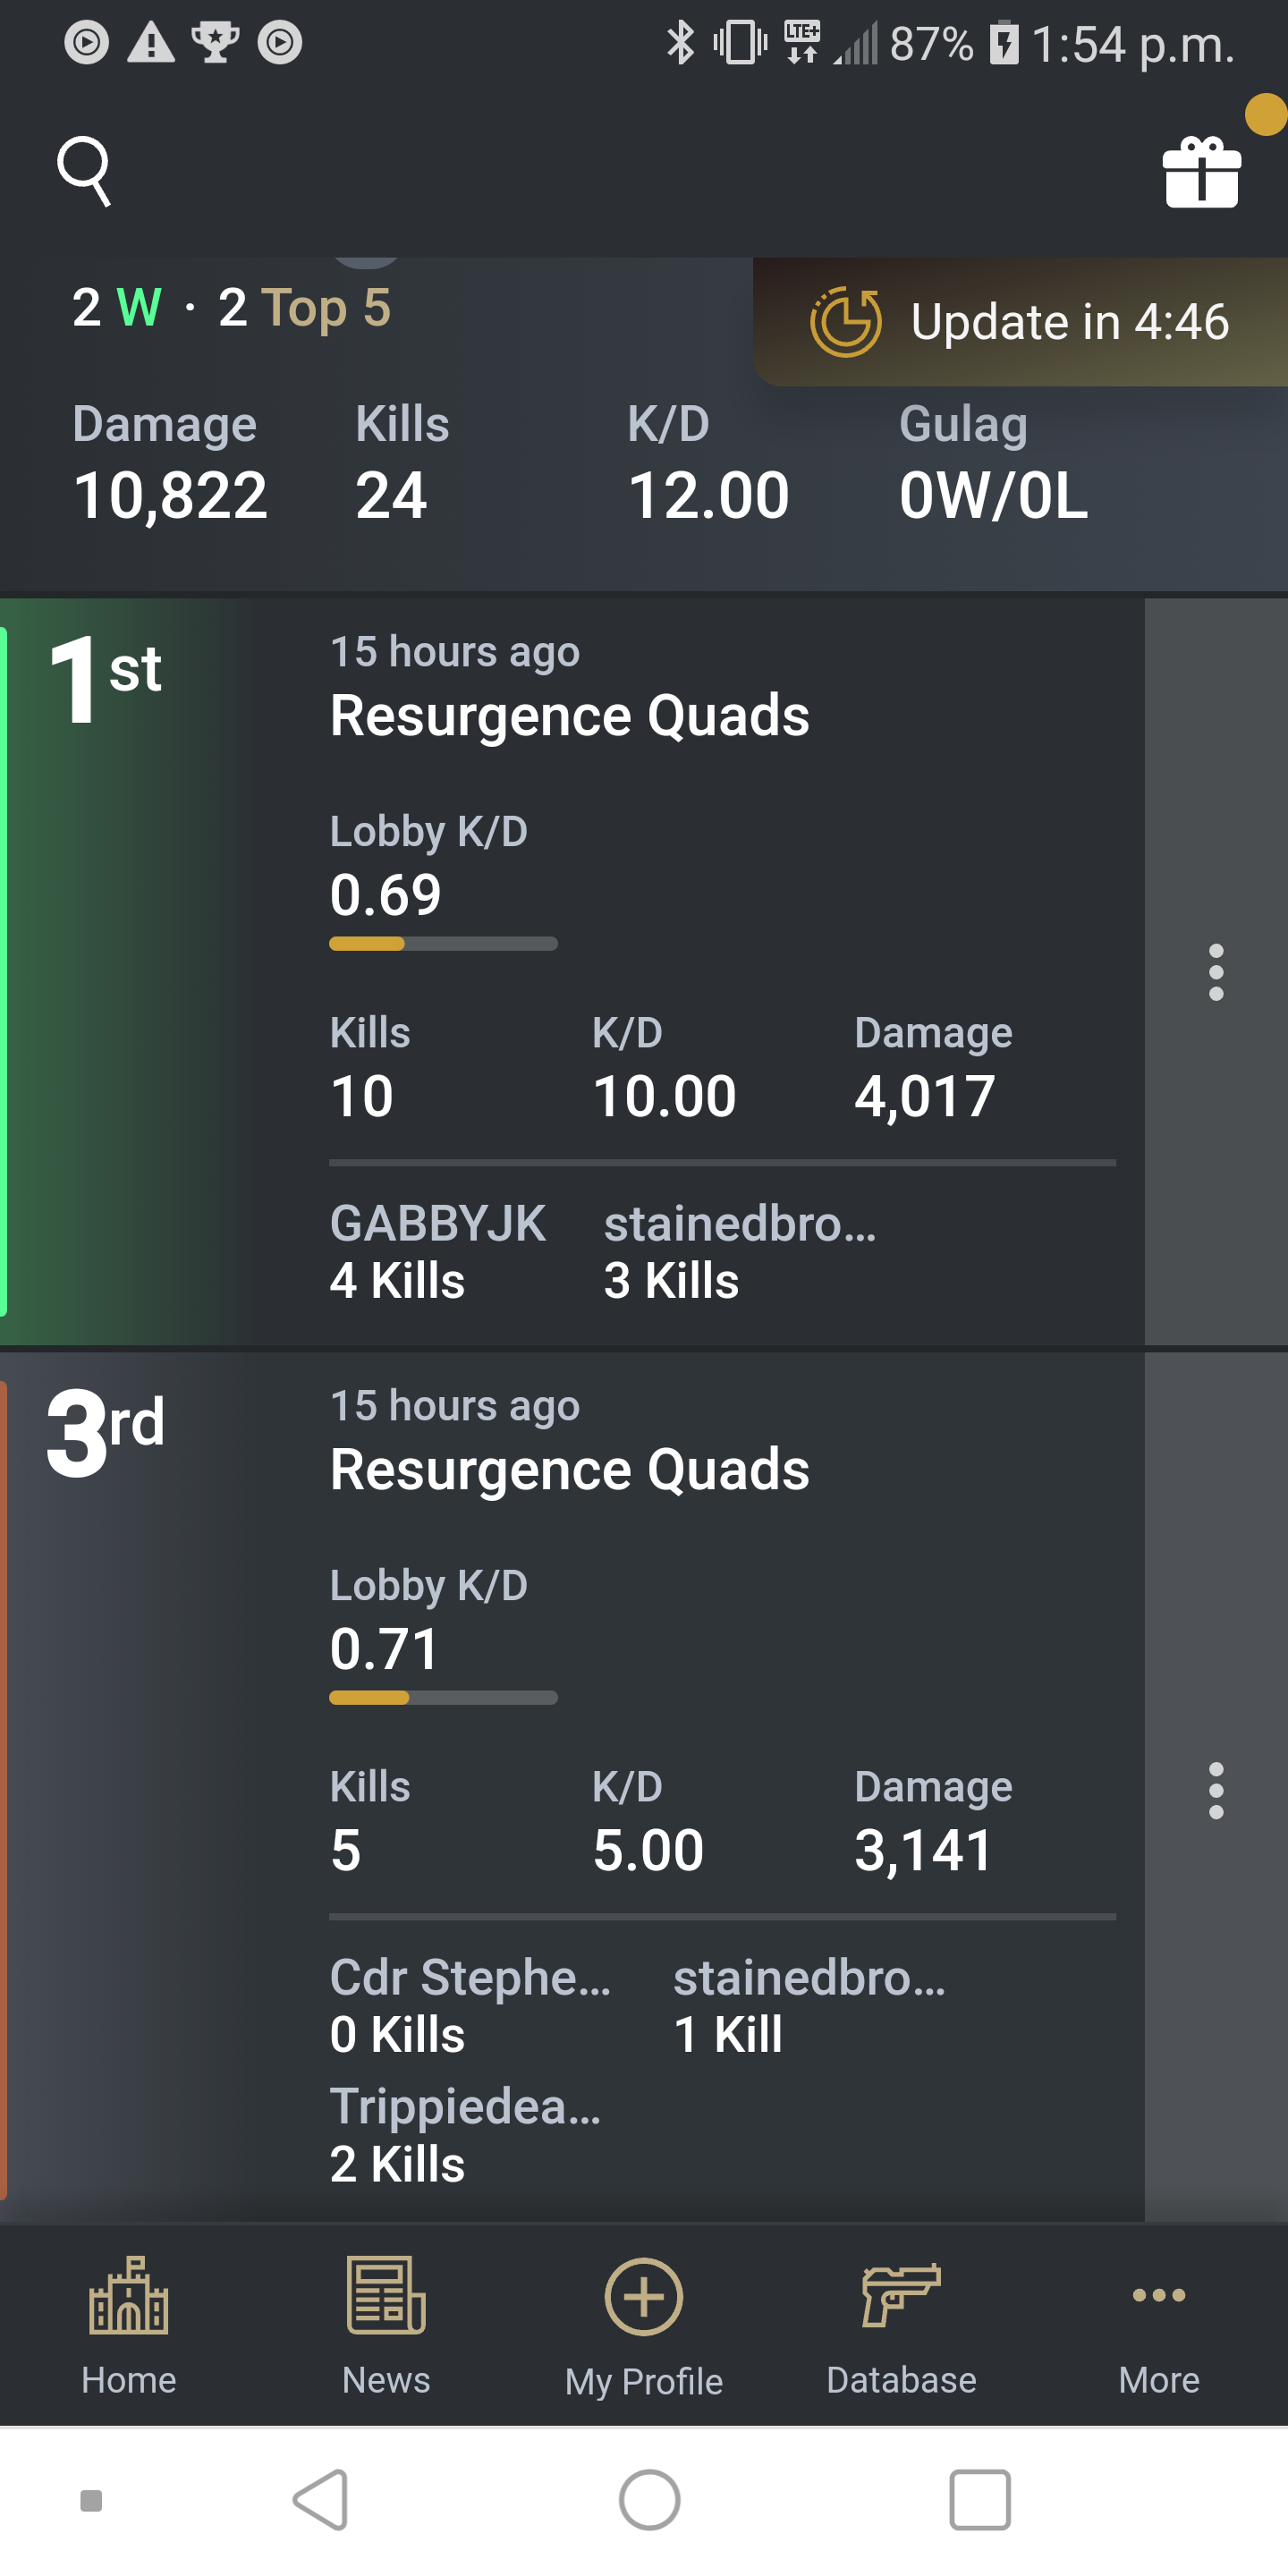 LTE+ 87% 1:54 p.m.
2 W · 2 Top 5
Update in 4:46
Damage Kills K/D Gulag
10,822 24 12.00 0W/0L
1st
15 hours ago
Resurgence Quads
Lobby K/D
0.69
Kills K/D Damage
10 10.00 4,017
GABBYJK stainedbro...
4 Kills 3 Kills
3rd
15 hours ago
Resurgence Quads
Lobby K/D
0.71
Kills K/D Damage
5 5.00 3,141
Cdr Stephe... stainedbro...
0 Kills 1 Kill
Trippiedea...
2 Kills
Home News My Profile Database More